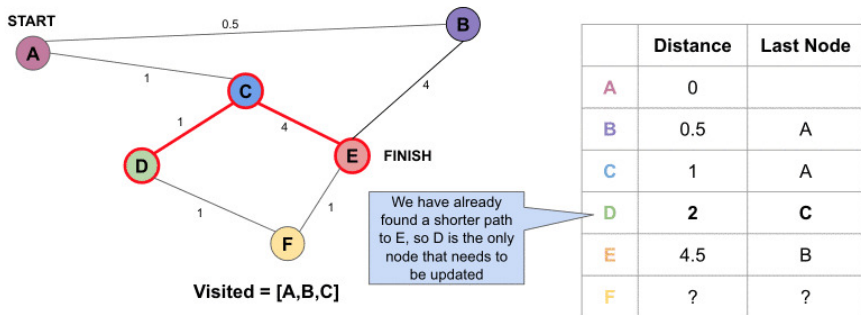 START
A
0.5
B
1
C
4
1
4
D
E
FINISH
1
1
F
Visited = [A,B,C]
We have already
found a shorter path
to E, so D is the only
node that needs to
be updated
Distance Last Node
A 0
B 0.5 A
C 1 A
D 2 C
E 4.5 B
F ? ?